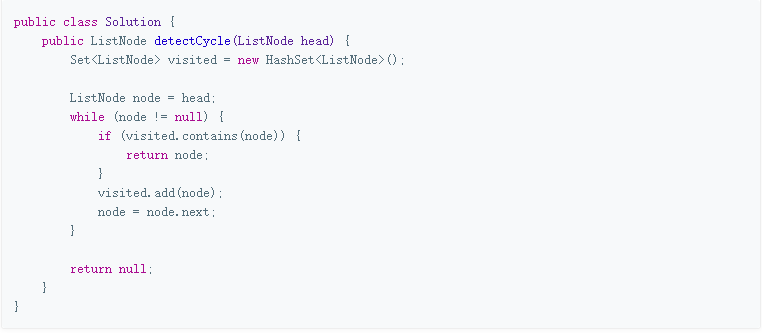 public class Solution {
    public ListNode detectCycle(ListNode head) {
        Set<ListNode> visited = new HashSet<ListNode>();

        ListNode node = head;
        while (node != null) {
            if (visited.contains(node)) {
                return node;
            }
            visited.add(node);
            node = node.next;
        }

        return null;
    }
}